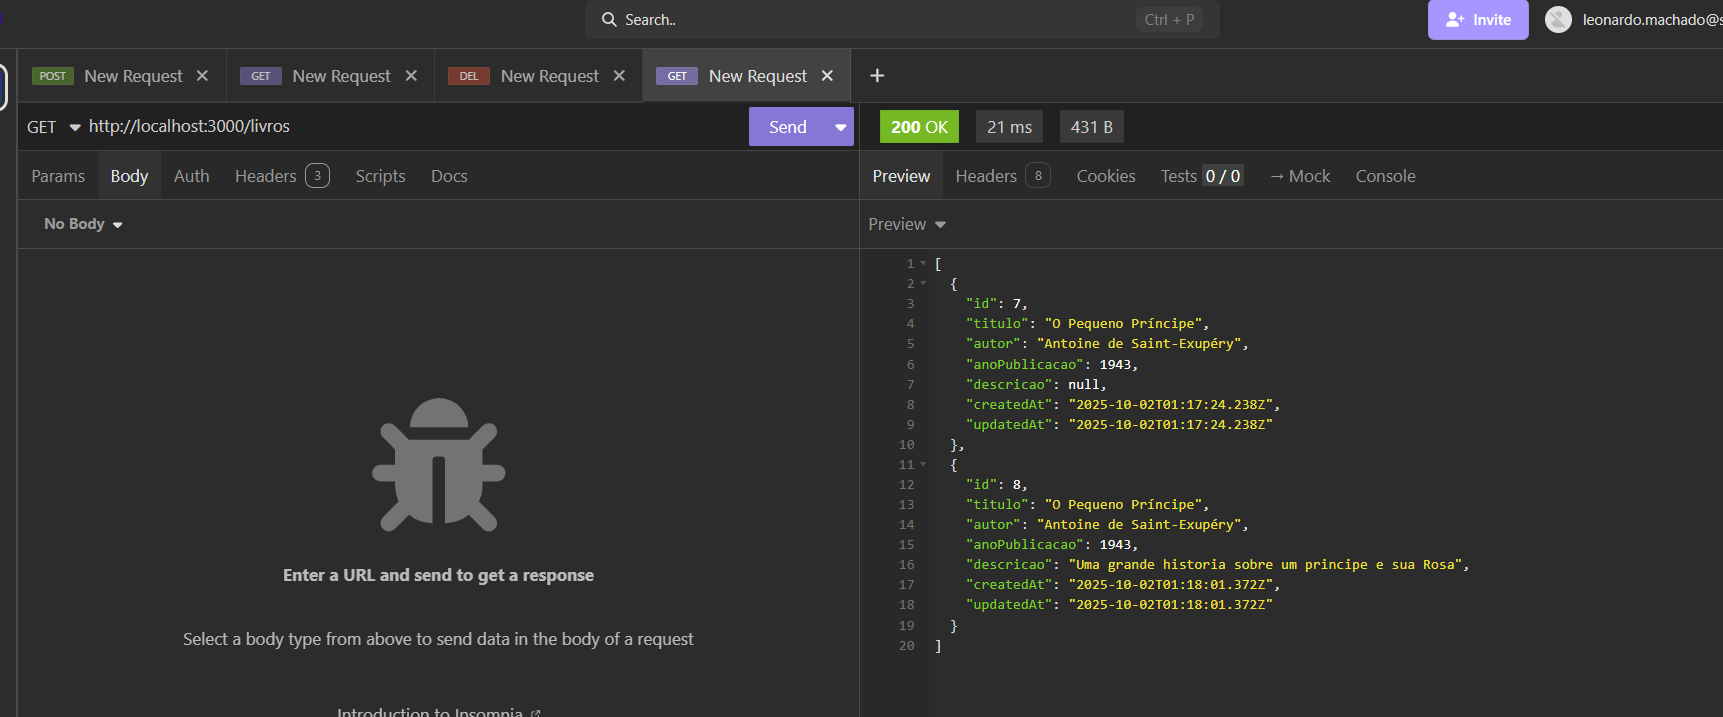 Search.. Ctrl + P Invite leonardo.machado@s
POST New Request GET New Request DEL New Request GET New Request
GET http://localhost:3000/livros Send 200 OK 21 ms 431 B
Params Body Auth Headers 3 Scripts Docs Preview Headers 8 Cookies Tests 0 / 0 → Mock Console
No Body Preview
1 [
2 {
3 "id": 7,
4 "titulo": "O Pequeno Príncipe",
5 "autor": "Antoine de Saint-Exupéry",
6 "anoPublicacao": 1943,
7 "descricao": null,
8 "createdAt": "2025-10-02T01:17:24.238Z",
9 "updatedAt": "2025-10-02T01:17:24.238Z"
10 },
11 {
12 "id": 8,
13 "titulo": "O Pequeno Príncipe",
14 "autor": "Antoine de Saint-Exupéry",
15 "anoPublicacao": 1943,
16 "descricao": "Uma grande historia sobre um principe e sua Rosa",
17 "createdAt": "2025-10-02T01:18:01.372Z",
18 "updatedAt": "2025-10-02T01:18:01.372Z"
19 }
20 ]
Enter a URL and send to get a response
Select a body type from above to send data in the body of a request
Introduction to Insomnia